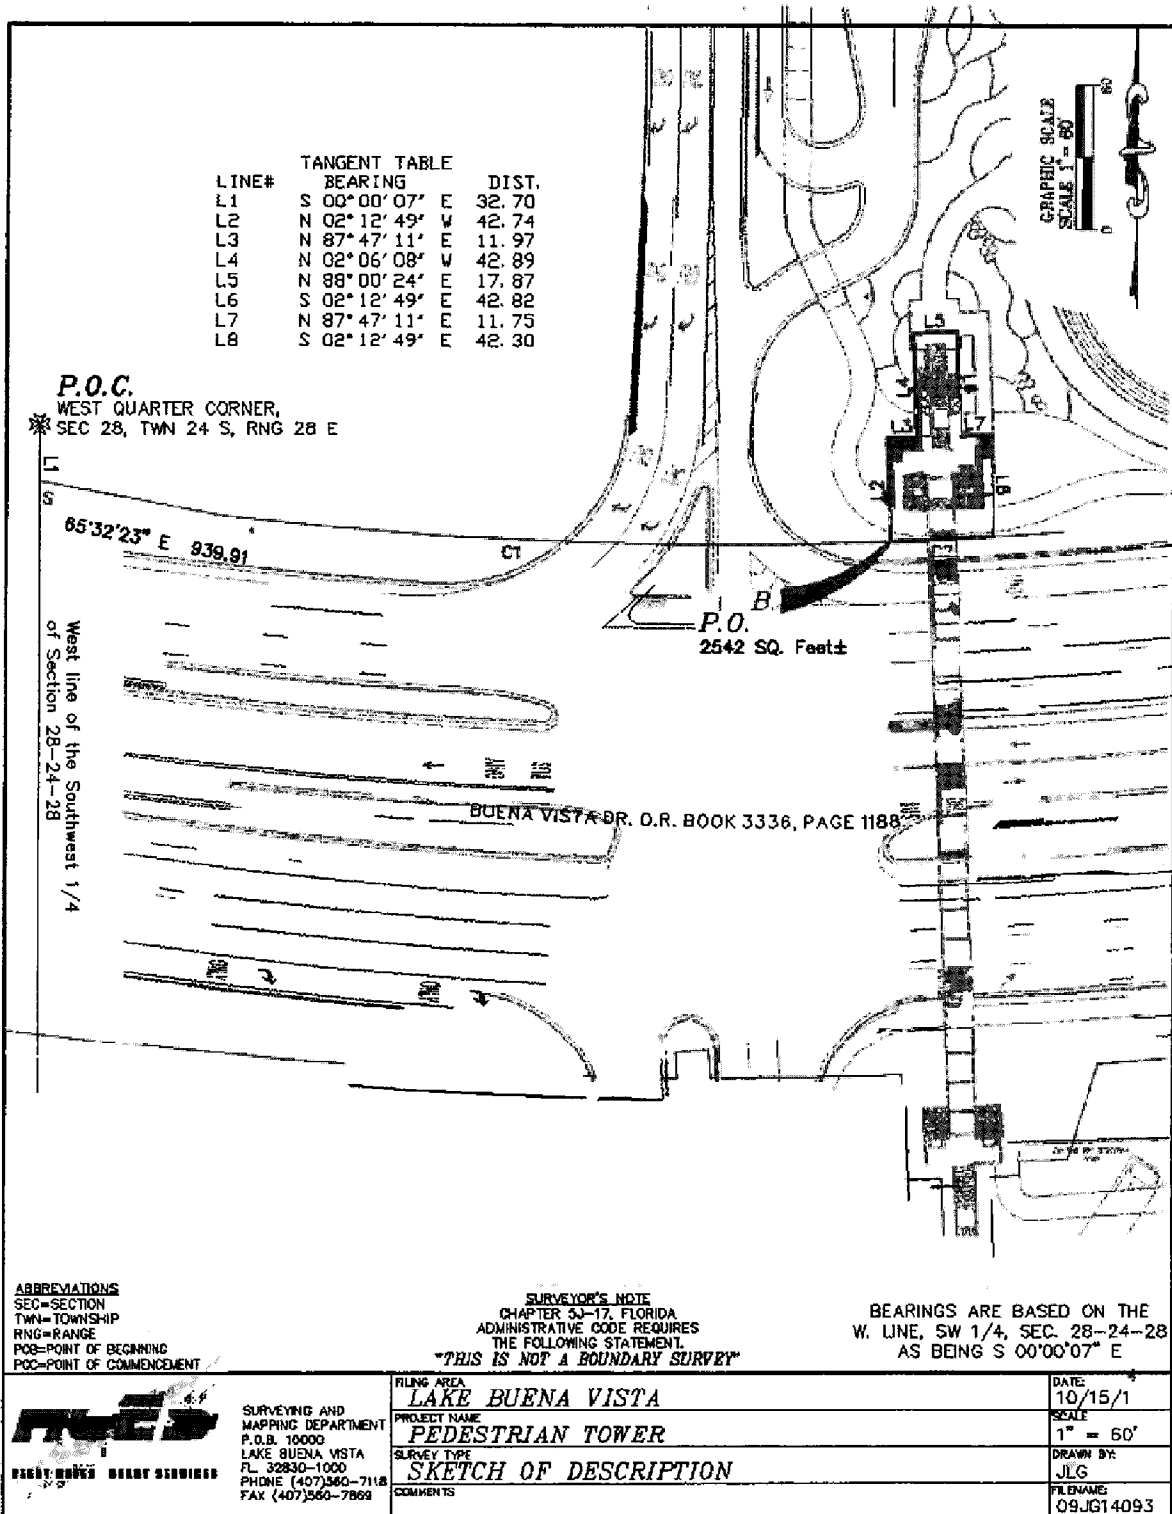 TANGENT TABLE
LINE# BEARING DIST.
L1 S 00°00'07" E 32.70
L2 N 02°12'49" W 42.74
L3 N 87°47'11" E 11.97
L4 N 02°06'08" W 42.89
L5 N 88°00'24" E 17.87
L6 S 02°12'49" E 42.82
L7 N 87°47'11" E 11.75
L8 S 02°12'49" E 42.30
GRAPHIC SCALE
SCALE 1" = 60'
0 60
P.O.C.
WEST QUARTER CORNER,
SEC 28, TWN 24 S, RNG 28 E
L1
S
65°32'23" E 939.91
C1
L5
L4
L7
L2
L8
P.O.
B.
2542 SQ. Feet±
West line of the Southwest 1/4
of Section 28-24-28
BUENA VISTA DR. O.R. BOOK 3336, PAGE 1188
ABBREVIATIONS
SEC=SECTION
TWN=TOWNSHIP
RNG=RANGE
POB=POINT OF BEGINNING
POC=POINT OF COMMENCEMENT
SURVEYOR'S NOTE
CHAPTER 5J-17, FLORIDA
ADMINISTRATIVE CODE REQUIRES
THE FOLLOWING STATEMENT.
"THIS IS NOT A BOUNDARY SURVEY"
BEARINGS ARE BASED ON THE
W. LINE, SW 1/4, SEC. 28-24-28
AS BEING S 00°00'07" E
SURVEYING AND
MAPPING DEPARTMENT
P.O.B. 10000
LAKE BUENA VISTA
FL 32830-1000
PHONE (407)560-7118
FAX (407)560-7869
FILING AREA
LAKE BUENA VISTA
PROJECT NAME
PEDESTRIAN TOWER
SURVEY TYPE
SKETCH OF DESCRIPTION
COMMENTS
DATE:
10/15/1
SCALE
1" = 60'
DRAWN BY:
JLG
FILENAME:
09JG14093